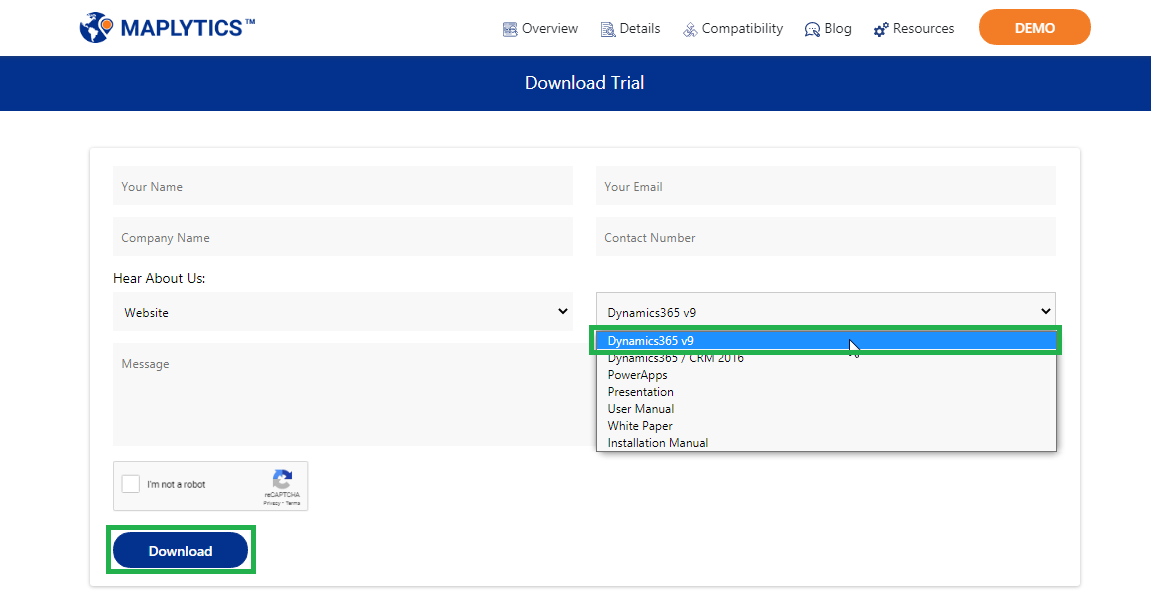 MAPLYTICS™
Overview
Details
Compatibility
Blog
Resources
DEMO
Download Trial
Your Name
Your Email
Company Name
Contact Number
Hear About Us:
Website
Dynamics365 v9
Dynamics365 v9
Dynamics365 / CRM 2016
PowerApps
Presentation
User Manual
White Paper
Installation Manual
Message
I'm not a robot
reCAPTCHA
Privacy - Terms
Download